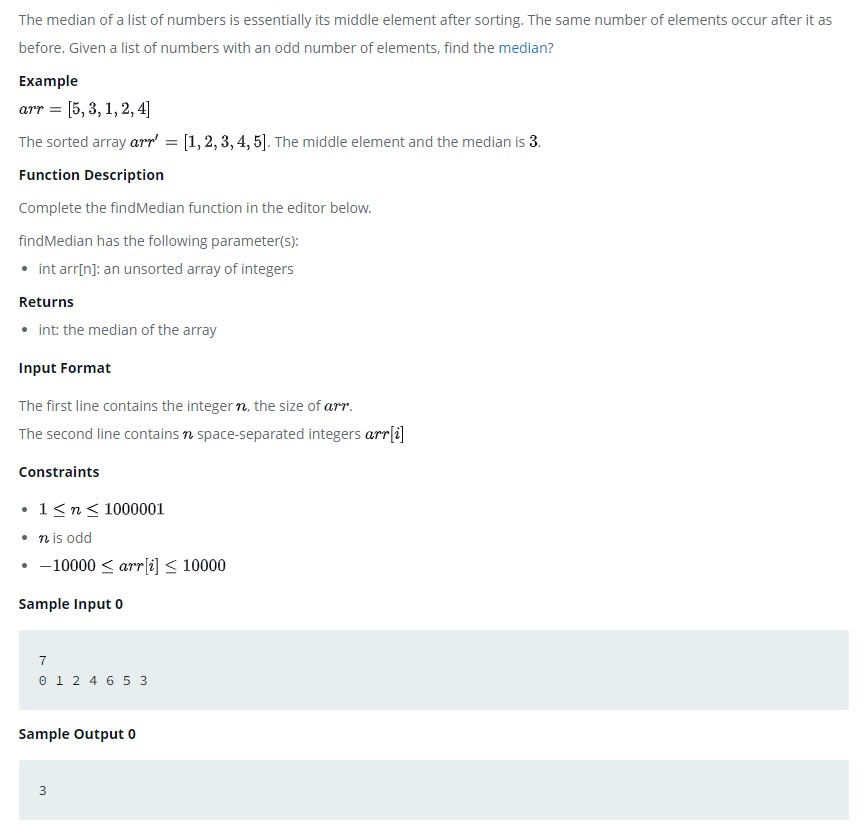 The median of a list of numbers is essentially its middle element after sorting. The same number of elements occur after it as
before. Given a list of numbers with an odd number of elements, find the median?
Example
arr = [5, 3, 1, 2, 4]
The sorted array arr′ = [1, 2, 3, 4, 5]. The middle element and the median is 3.
Function Description
Complete the findMedian function in the editor below.
findMedian has the following parameter(s):
• int arr[n]: an unsorted array of integers
Returns
• int: the median of the array
Input Format
The first line contains the integer n, the size of arr.
The second line contains n space-separated integers arr[i]
Constraints
• 1 ≤ n ≤ 1000001
• n is odd
• −10000 ≤ arr[i] ≤ 10000
Sample Input 0
7
0 1 2 4 6 5 3
Sample Output 0
3